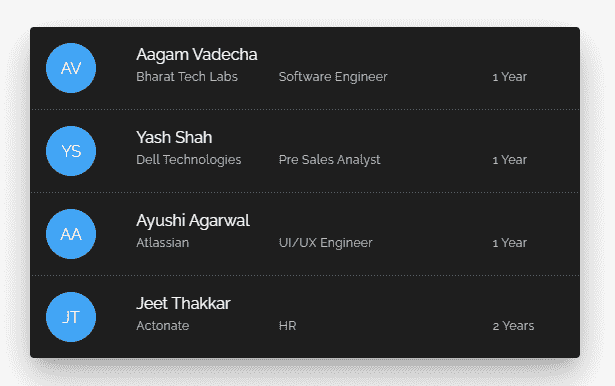 AV
Aagam Vadecha
Bharat Tech Labs Software Engineer 1 Year
YS
Yash Shah
Dell Technologies Pre Sales Analyst 1 Year
AA
Ayushi Agarwal
Atlassian UI/UX Engineer 1 Year
JT
Jeet Thakkar
Actonate HR 2 Years